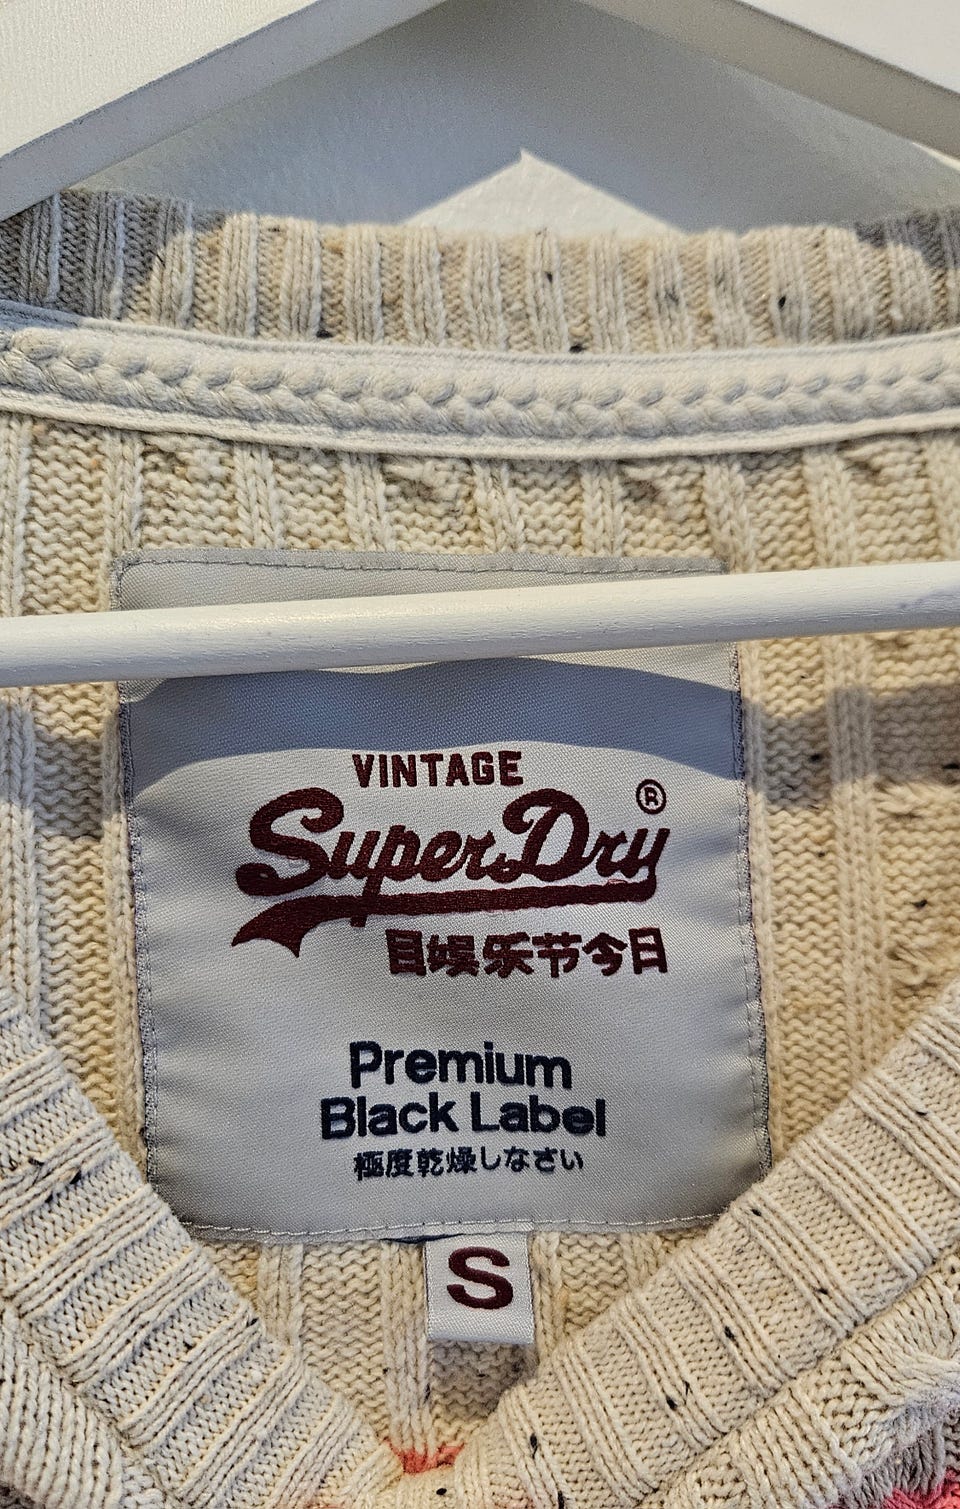 VINTAGE
SuperDry®
目娱乐节今日
Premium
Black Label
極度乾燥しなさい
S